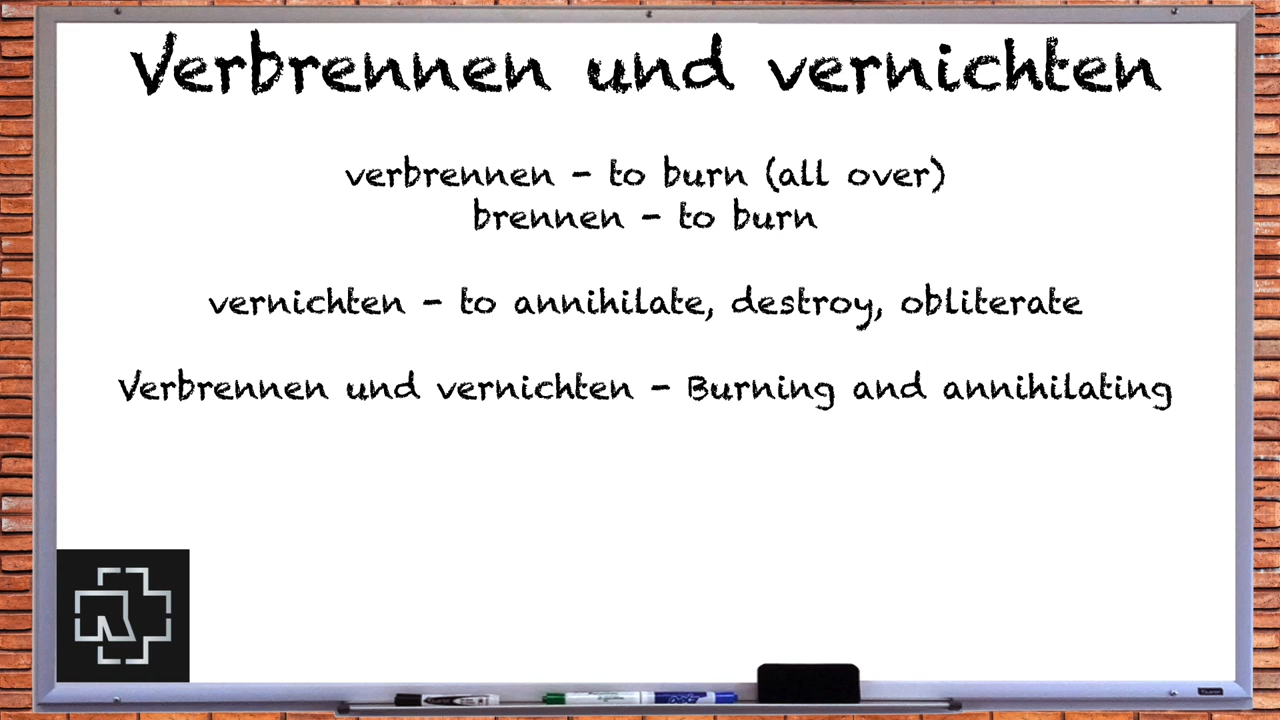 Verbrennen und vernichten
verbrennen - to burn (all over)
brennen - to burn
vernichten - to annihilate, destroy, obliterate
Verbrennen und vernichten - Burning and annihilating